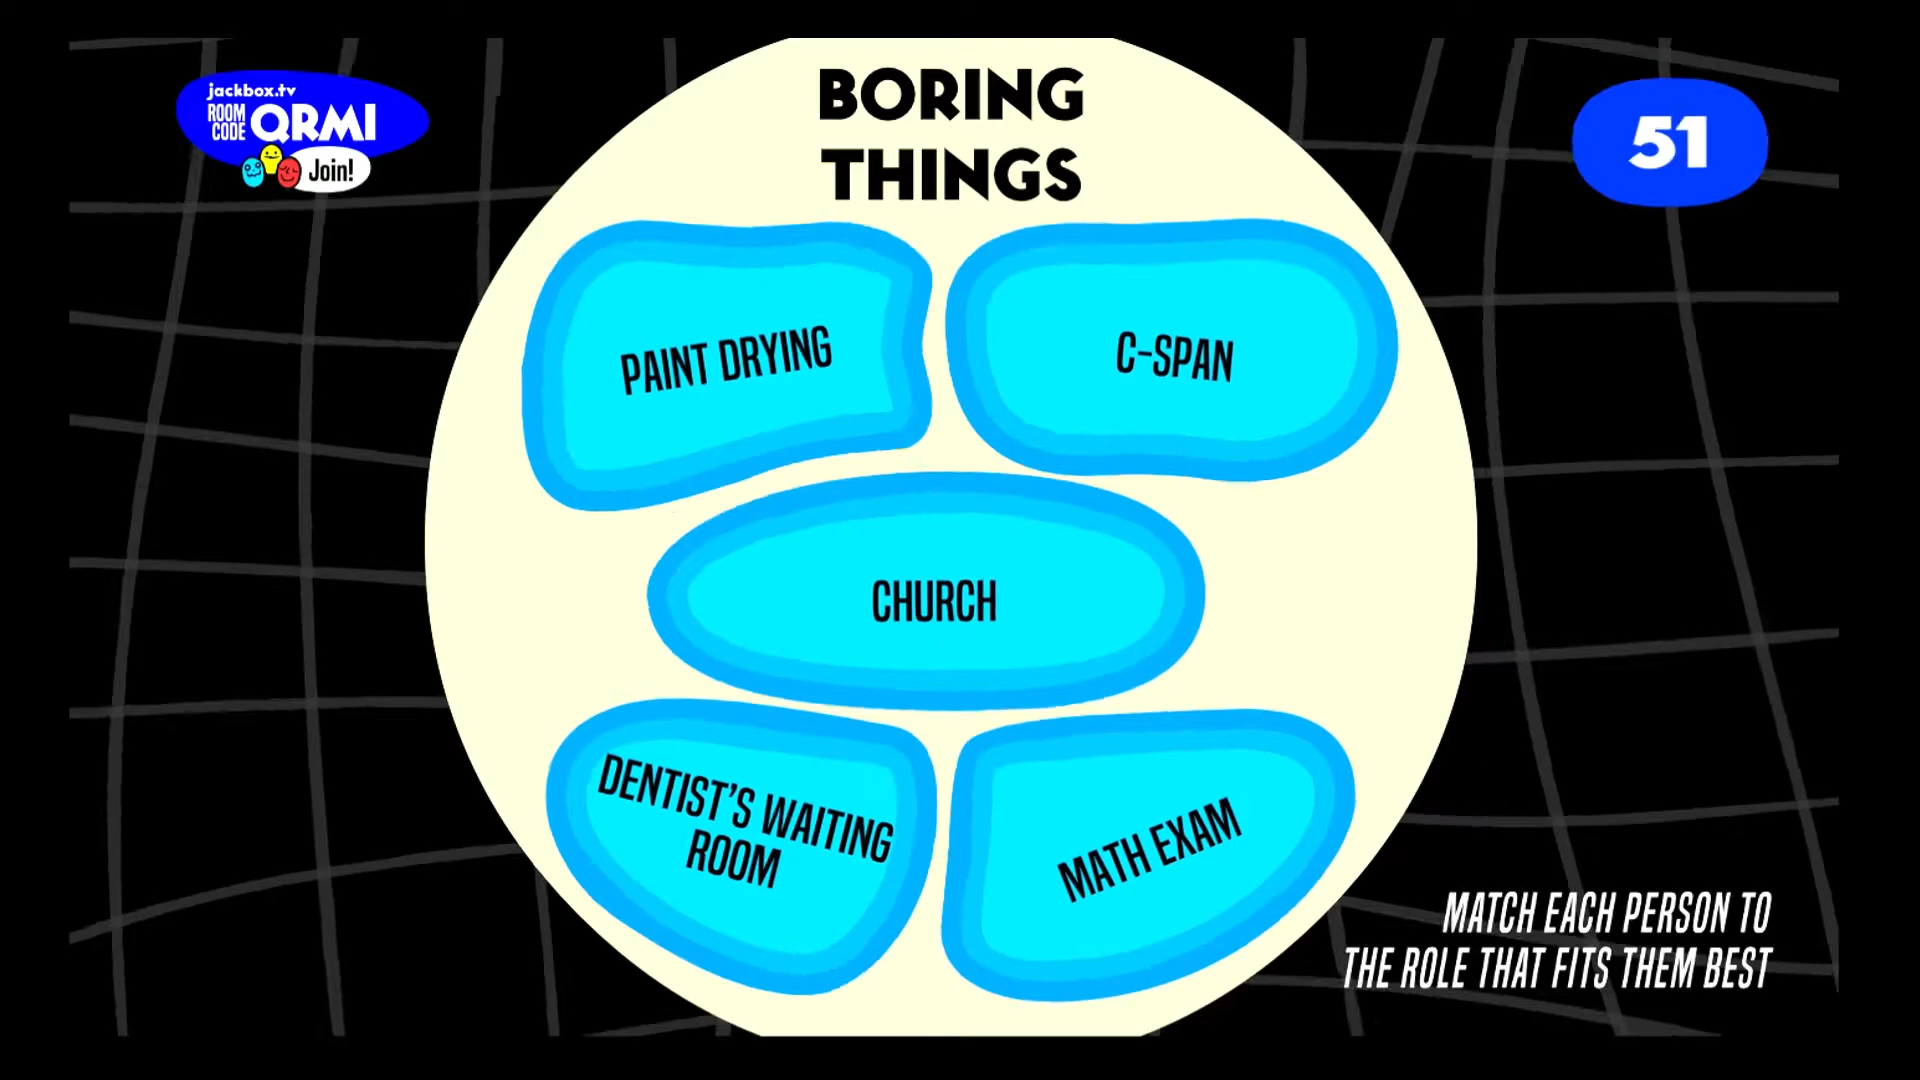 jackbox.tv
ROOM
CODE
QRMI
Join!
BORING
THINGS
51
PAINT DRYING
C-SPAN
CHURCH
DENTIST'S WAITING
ROOM
MATH EXAM
MATCH EACH PERSON TO
THE ROLE THAT FITS THEM BEST